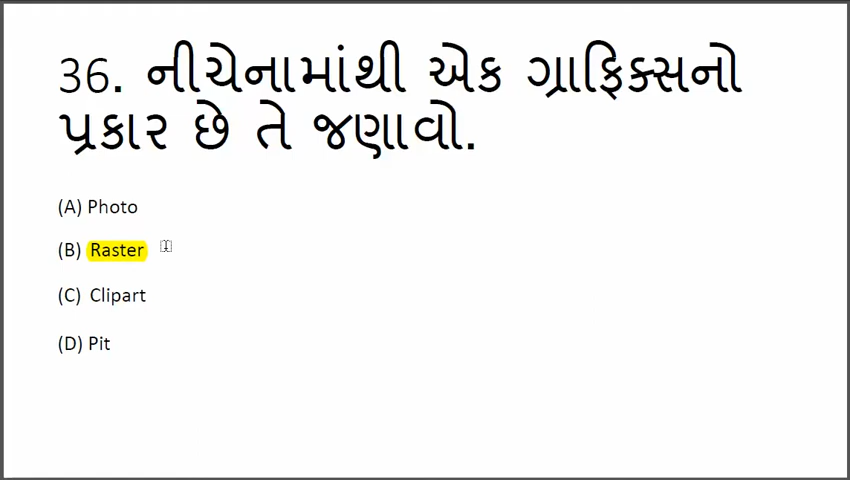 36. નીચેનામાંથી એક ગ્રાફિક્સનો
પ્રકાર છે તે જણાવો.
(A) Photo
(B) Raster
(C) Clipart
(D) Pit